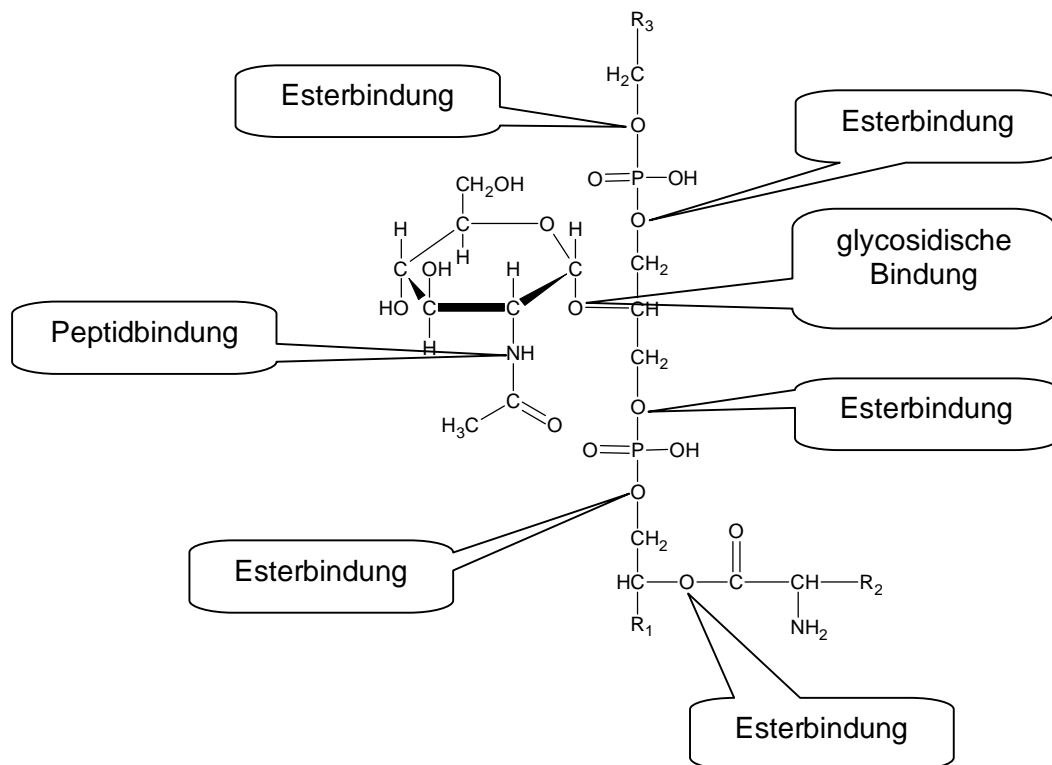 R3
H2C
Esterbindung
O
Esterbindung
O P OH
CH2OH
O
H C O H
glycosidische
Bindung
H
CH2
C OH H C
HO C C O CH
Peptidbindung
H
NH
CH2
C
O
Esterbindung
H3C O
O P OH
O
CH2
O
Esterbindung
HC O C CH R2
R1
NH2
Esterbindung